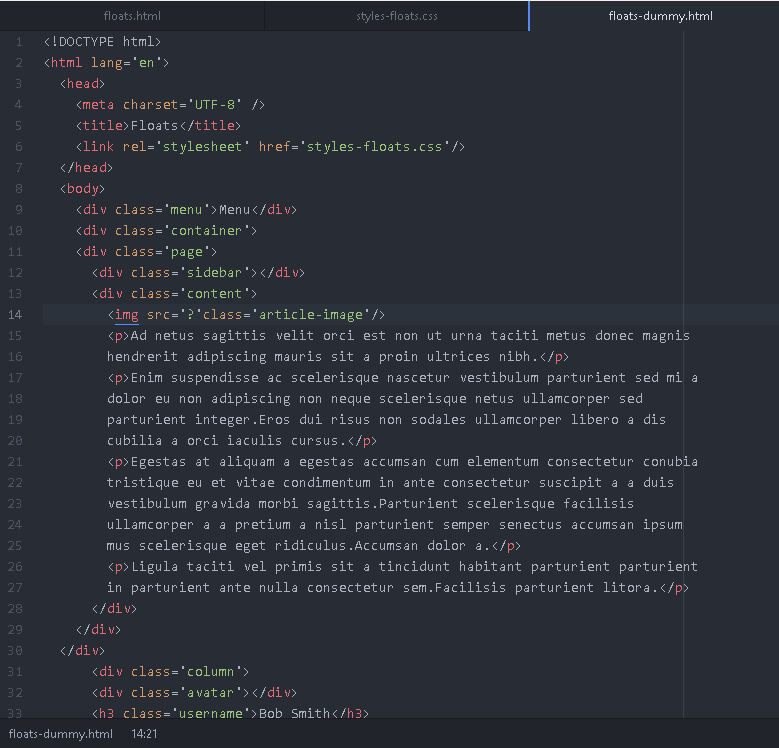 floats.html styles-floats.css floats-dummy.html
1 <!DOCTYPE html>
2 <html lang='en'>
3 <head>
4 <meta charset='UTF-8' />
5 <title>Floats</title>
6 <link rel='stylesheet' href='styles-floats.css'/>
7 </head>
8 <body>
9 <div class='menu'>Menu</div>
10 <div class='container'>
11 <div class='page'>
12 <div class='sidebar'></div>
13 <div class='content'>
14 <img src='?'class='article-image'/>
15 <p>Ad netus sagittis velit orci est non ut urna taciti metus donec magnis
16 hendrerit adipiscing mauris sit a proin ultrices nibh.</p>
17 <p>Enim suspendisse ac scelerisque nascetur vestibulum parturient sed mi a
18 dolor eu non adipiscing non neque scelerisque netus ullamcorper sed
19 parturient integer.Eros dui risus non sodales ullamcorper libero a dis
20 cubilia a orci iaculis cursus.</p>
21 <p>Egestas at aliquam a egestas accumsan cum elementum consectetur conubia
22 tristique eu et vitae condimentum in ante consectetur suscipit a a duis
23 vestibulum gravida morbi sagittis.Parturient scelerisque facilisis
24 ullamcorper a a pretium a nisl parturient semper senectus accumsan ipsum
25 mus scelerisque eget ridiculus.Accumsan dolor a.</p>
26 <p>Ligula taciti vel primis sit a tincidunt habitant parturient parturient
27 in parturient ante nulla consectetur sem.Facilisis parturient litora.</p>
28 </div>
29 </div>
30 </div>
31 <div class='column'>
32 <div class='avatar'></div>
33 <h3 class='username'>Bob Smith</h3>
floats-dummy.html 14:21